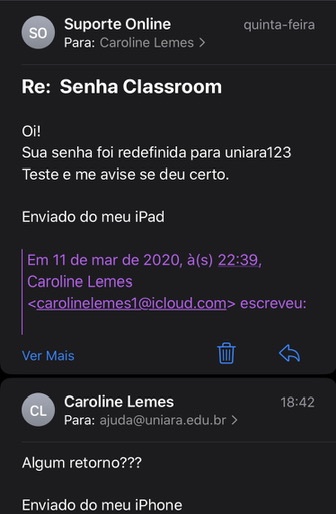 SO
Suporte Online
quinta-feira
Para: Caroline Lemes >
Re: Senha Classroom
Oi!
Sua senha foi redefinida para uniara123
Teste e me avise se deu certo.
Enviado do meu iPad
Em 11 de mar de 2020, à(s) 22:39,
Caroline Lemes
<carolinelemes1@icloud.com> escreveu:
Ver Mais
CL
Caroline Lemes
18:42
Para: ajuda@uniara.edu.br >
Algum retorno???
Enviado do meu iPhone